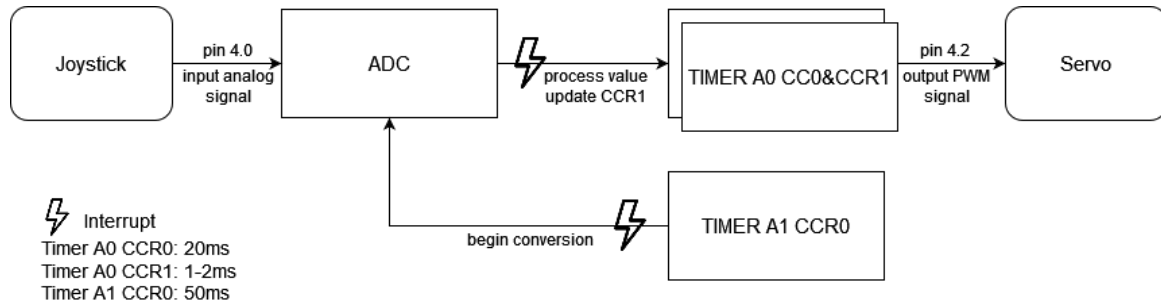 Joystick
pin 4.0
input analog
signal
ADC
process value
update CCR1
TIMER A0 CC0&CCR1
pin 4.2
output PWM
signal
Servo
TIMER A1 CCR0
begin conversion
Interrupt
Timer A0 CCR0: 20ms
Timer A0 CCR1: 1-2ms
Timer A1 CCR0: 50ms